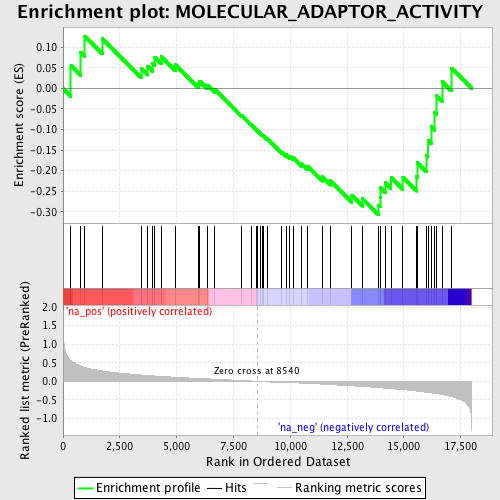 Enrichment plot: MOLECULAR_ADAPTOR_ACTIVITY
Enrichment score (ES)
0.10
0.05
0.00
-0.05
-0.10
-0.15
-0.20
-0.25
-0.30
'na_pos' (positively correlated)
Ranked list metric (PreRanked)
2.0
1.5
1.0
0.5
0.0
-0.5
-1.0
Zero cross at 8540
'na_neg' (negatively correlated)
0
2,500
5,000
7,500
10,000
12,500
15,000
17,500
Rank in Ordered Dataset
Enrichment profile
Hits
Ranking metric scores